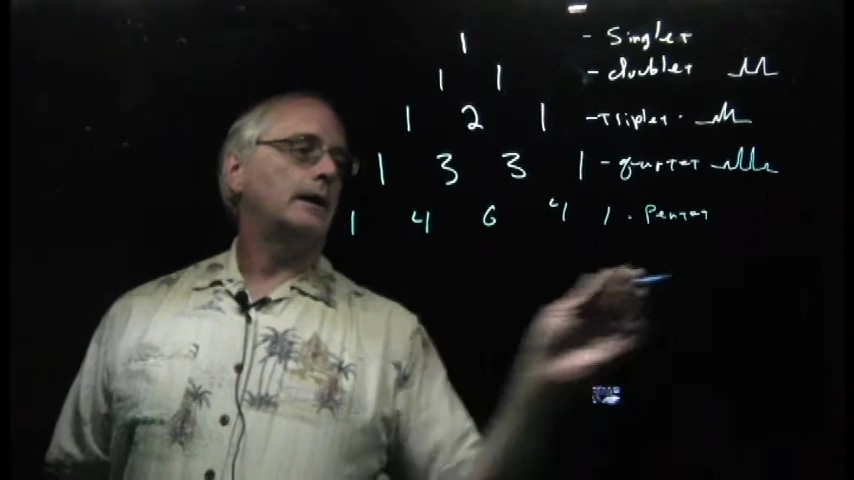 1 - Singlet
1 1 - doublet
1 2 1 - Triplet.
1 3 3 1 - quartet
1 4 6 4 1 - Pentet